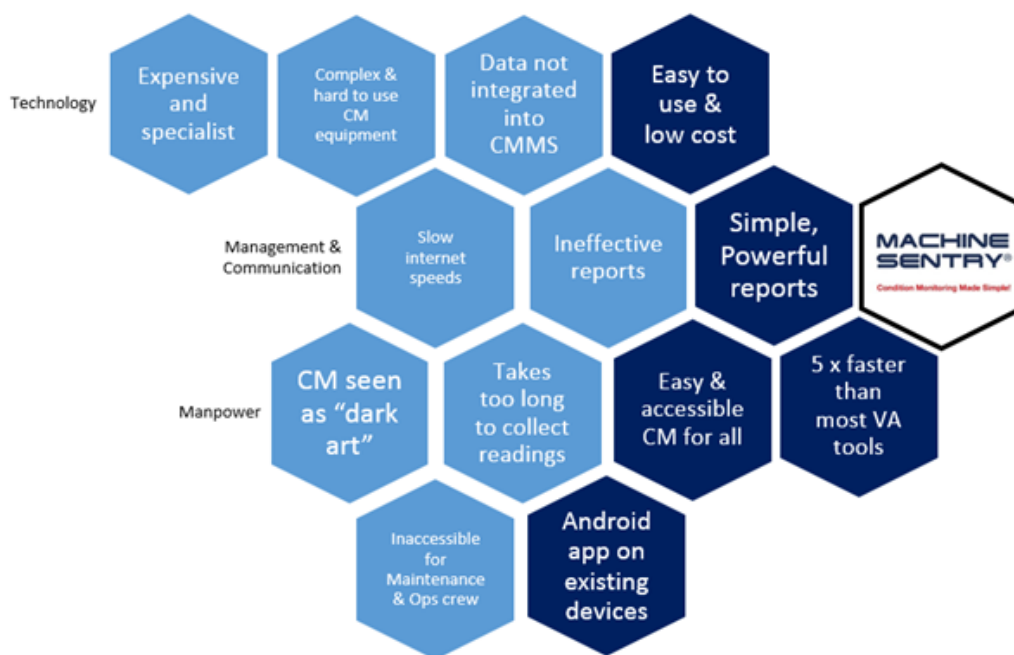 Technology
Expensive
and
specialist
Complex &
hard to use
CM
equipment
Data not
integrated
into
CMMS
Easy to
use &
low cost
Management &
Communication
Slow
internet
speeds
Ineffective
reports
Simple,
Powerful
reports
MACHINE
SENTRY®
Condition Monitoring Made Simple!
Manpower
CM seen
as “dark
art”
Takes
too long
to collect
readings
Easy &
accessible
CM for all
5 x faster
than
most VA
tools
Inaccessible
for
Maintenance
& Ops crew
Android
app on
existing
devices